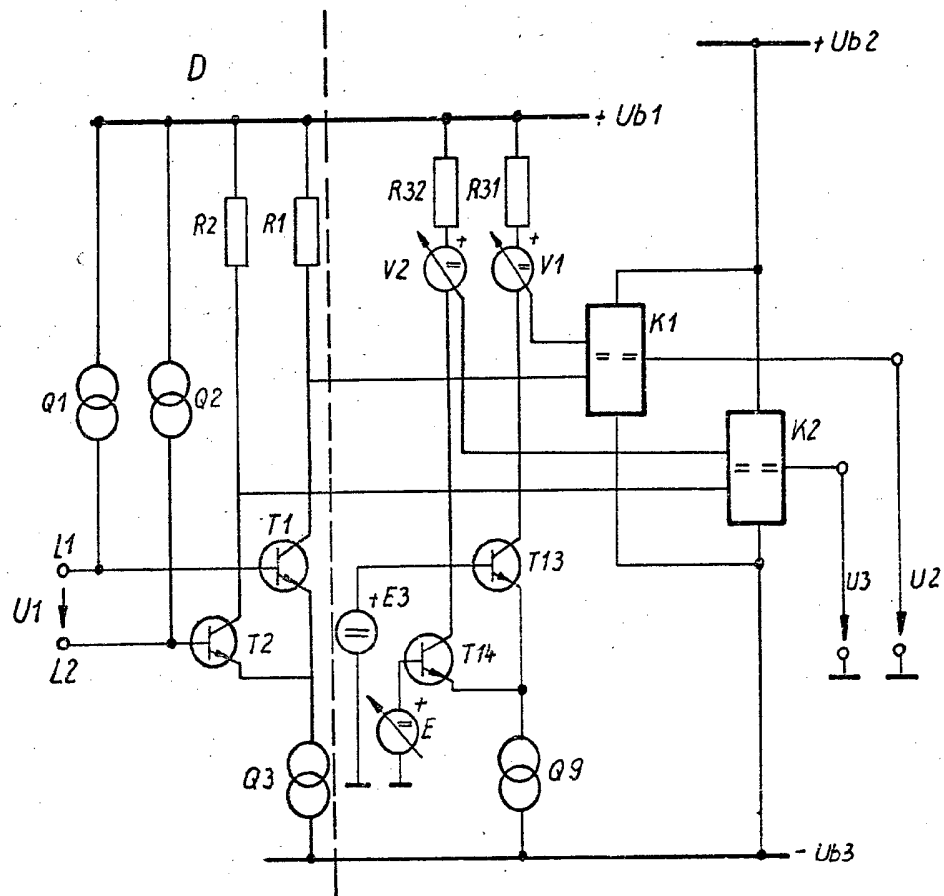 + Ub2
D
+ Ub1
R32
R31
R2
R1
+
+
V2
V1
K1
Q1
Q2
K2
L1
T1
T13
U1
+ E3
U3
U2
L2
T2
T14
+
E
Q3
Q9
- Ub3